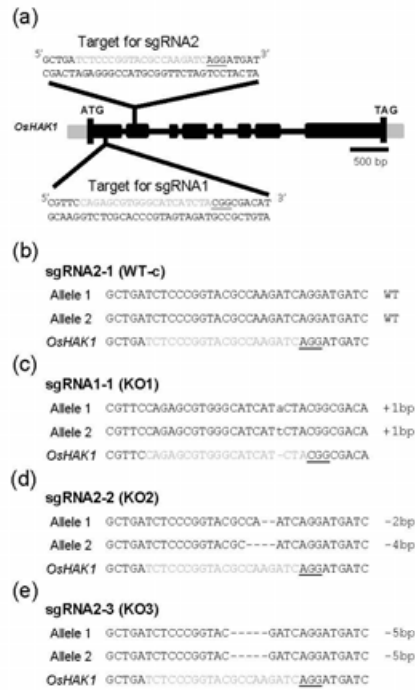 (a)
Target for sgRNA2
5' GCTGATCTCCCGGTACGCCAAGATCAGGATGAT 3'
CGACTAGAGGGCCATGCGGTTCTAGTCCTACTA
ATG TAG
OsHAK1
500 bp
Target for sgRNA1
5' CGTTCCAGAGCGTGGGCATCATCTACGGCGACAT 3'
GCAAGGTCTCGCACCCGTAGTAGATGCCGCTGTA
(b)
sgRNA2-1 (WT-c)
Allele 1 GCTGATCTCCCGGTACGCCAAGATCAGGATGATC WT
Allele 2 GCTGATCTCCCGGTACGCCAAGATCAGGATGATC WT
OsHAK1 GCTGATCTCCCGGTACGCCAAGATCAGGATGATC
(c)
sgRNA1-1 (KO1)
Allele 1 CGTTCCAGAGCGTGGGCATCATaCTACGGCGACA +1bp
Allele 2 CGTTCCAGAGCGTGGGCATCATtCTACGGCGACA +1bp
OsHAK1 CGTTCCAGAGCGTGGGCATCAT-CTACGGCGACA
(d)
sgRNA2-2 (KO2)
Allele 1 GCTGATCTCCCGGTACGCCA--ATCAGGATGATC -2bp
Allele 2 GCTGATCTCCCGGTACGC----ATCAGGATGATC -4bp
OsHAK1 GCTGATCTCCCGGTACGCCAAGATCAGGATGATC
(e)
sgRNA2-3 (KO3)
Allele 1 GCTGATCTCCCGGTAC-----GATCAGGATGATC -5bp
Allele 2 GCTGATCTCCCGGTAC-----GATCAGGATGATC -5bp
OsHAK1 GCTGATCTCCCGGTACGCCAAGATCAGGATGATC